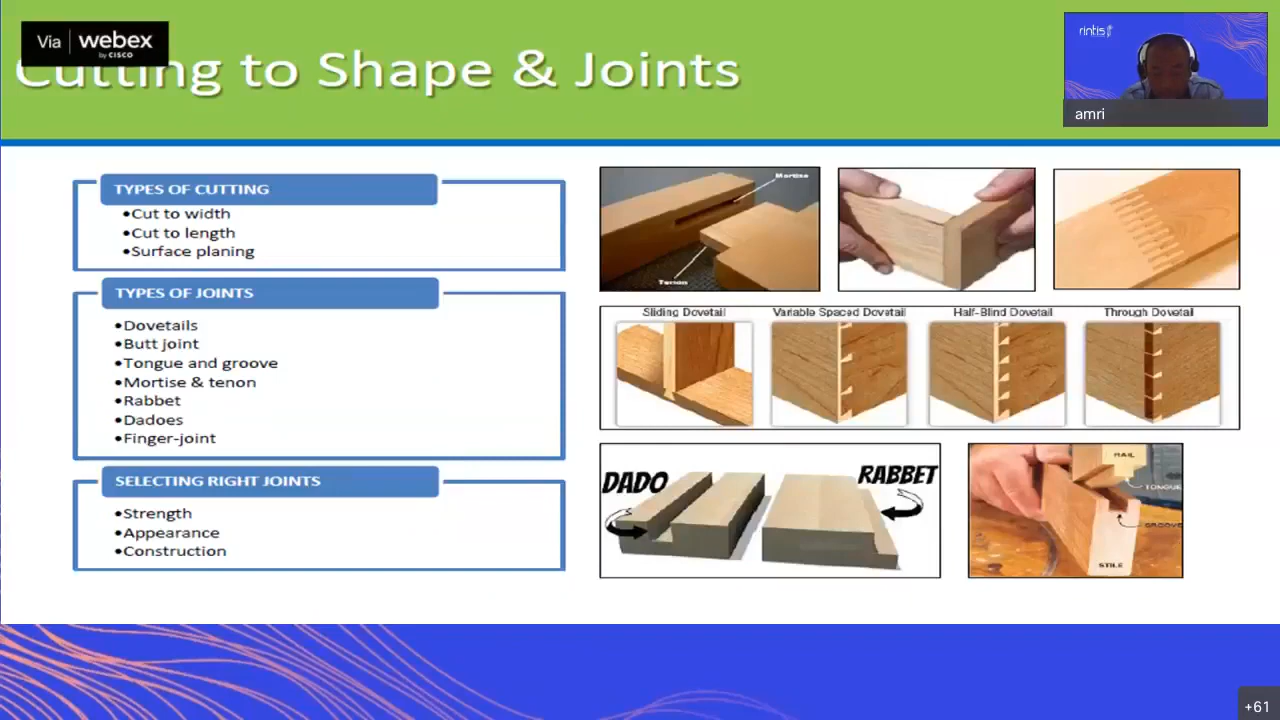 Via webex
by CISCO
Cutting to Shape & Joints
rintis
amri
TYPES OF CUTTING
•Cut to width
•Cut to length
•Surface planing
TYPES OF JOINTS
•Dovetails
•Butt joint
•Tongue and groove
•Mortise & tenon
•Rabbet
•Dadoes
•Finger-joint
SELECTING RIGHT JOINTS
•Strength
•Appearance
•Construction
Mortise
Tenon
Sliding Dovetail
Variable Spaced Dovetail
Half-Blind Dovetail
Through Dovetail
DADO
RABBET
RAIL
TONGUE
GROOVE
STILE
+61